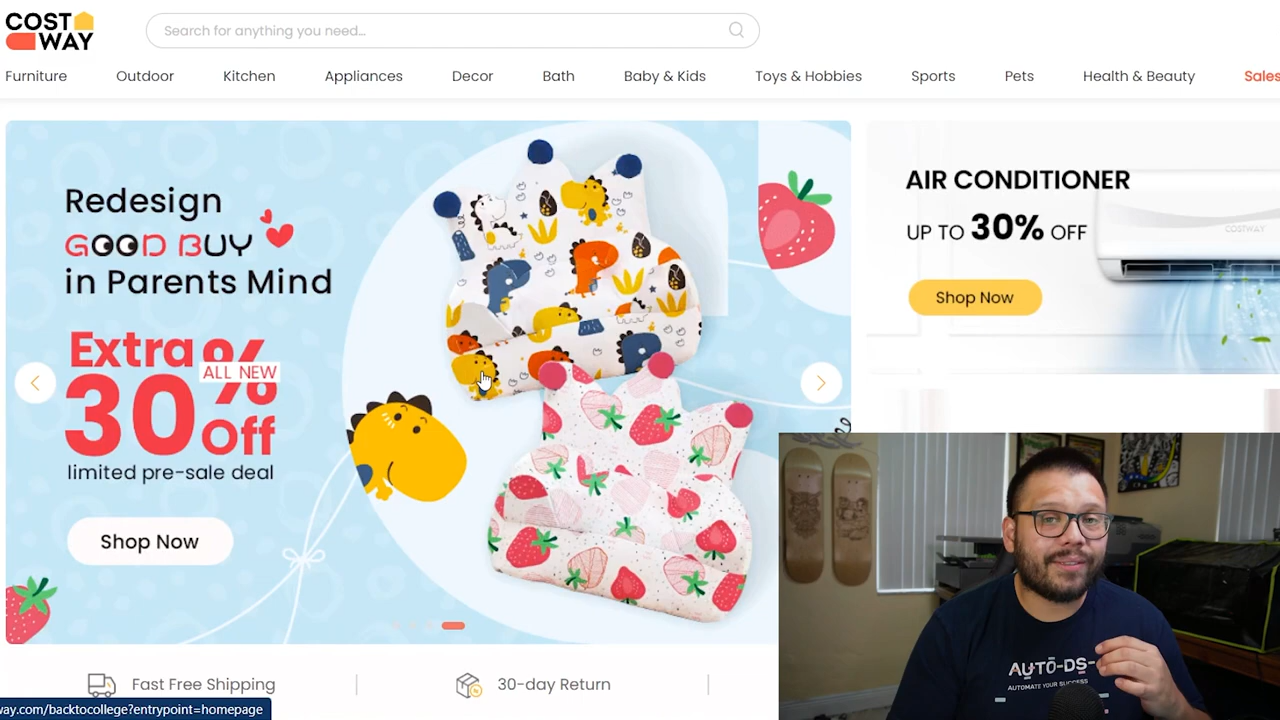 COST
WAY
Search for anything you need...
Furniture
Outdoor
Kitchen
Appliances
Decor
Bath
Baby & Kids
Toys & Hobbies
Sports
Pets
Health & Beauty
Sales
Redesign
GOOD BUY
in Parents Mind
Extra
30% Off
ALL NEW
limited pre-sale deal
Shop Now
AIR CONDITIONER
UP TO 30% OFF
Shop Now
COSTWAY
Fast Free Shipping
30-day Return
way.com/backtocollege?entrypoint=homepage
AUTO-DS-
AUTOMATE YOUR SUCCESS